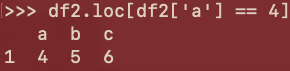 >>> df2.loc[df2['a'] == 4]
   a  b  c
1  4  5  6